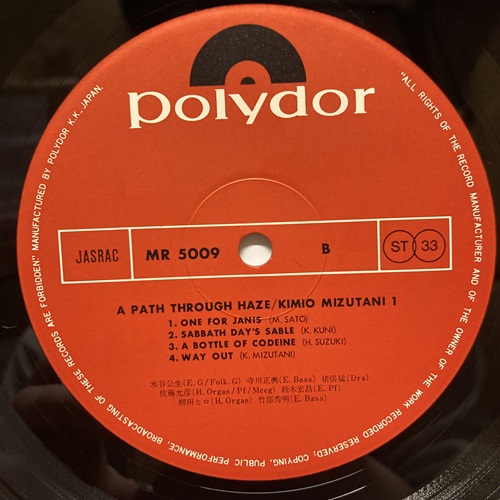 polydor
JASRAC
MR 5009
B
ST 33
A PATH THROUGH HAZE/KIMIO MIZUTANI 1
1. ONE FOR JANIS (M. SATO)
2. SABBATH DAY'S SABLE (K. KUNI)
3. A BOTTLE OF CODEINE (H. SUZUKI)
4. WAY OUT (K. MIZUTANI)
水谷公生(E. G/Folk. G) 寺川正興(E. Bass) 猪俣猛(Drs)
佐藤允彦(H. Organ/Pf/Moog) 鈴木宏昌(E. Pf)
柳田ヒロ(H. Organ) 竹部秀明(E. Bass)
"ALL RIGHTS OF THE RECORD MANUFACTURER AND OF THE OWNER OF THE WORK RECORDED RESERVED, COPYING, PUBLIC PERFORMANCE, BROADCASTING OF THESE RECORDS ARE FORBIDDEN" MANUFACTURED BY POLYDOR K.K. JAPAN.